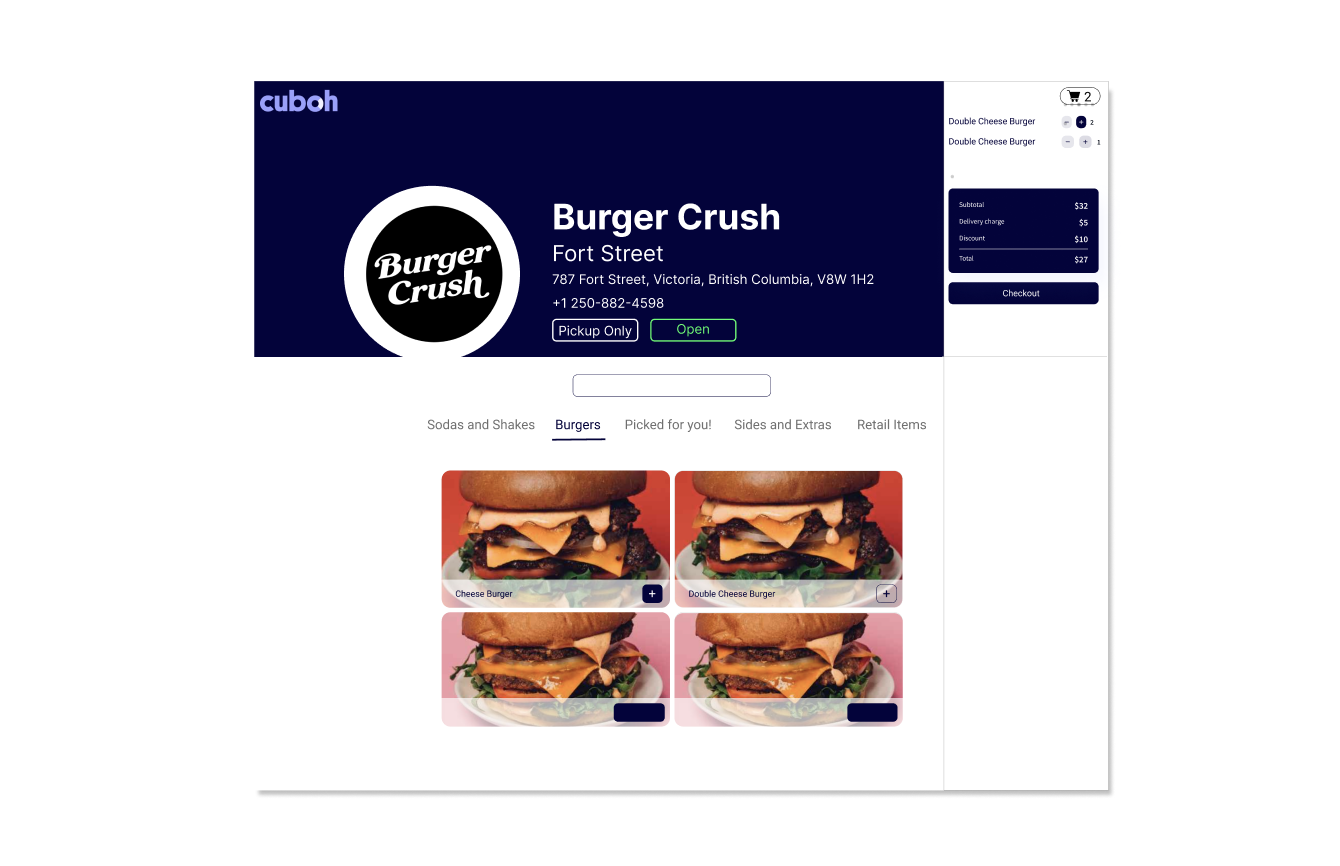 cuboh
2
Double Cheese Burger - + 2
Double Cheese Burger - + 1
Burger
Crush
Burger Crush
Fort Street
787 Fort Street, Victoria, British Columbia, V8W 1H2
+1 250-882-4598
Pickup Only Open
Subtotal $32
Delivery charge $5
Discount $10
Total $27
Checkout
Sodas and Shakes Burgers Picked for you! Sides and Extras Retail Items
Cheese Burger +
Double Cheese Burger +